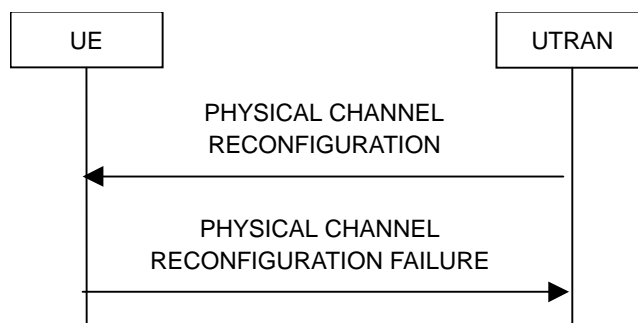 UE
UTRAN
PHYSICAL CHANNEL
RECONFIGURATION
PHYSICAL CHANNEL
RECONFIGURATION FAILURE